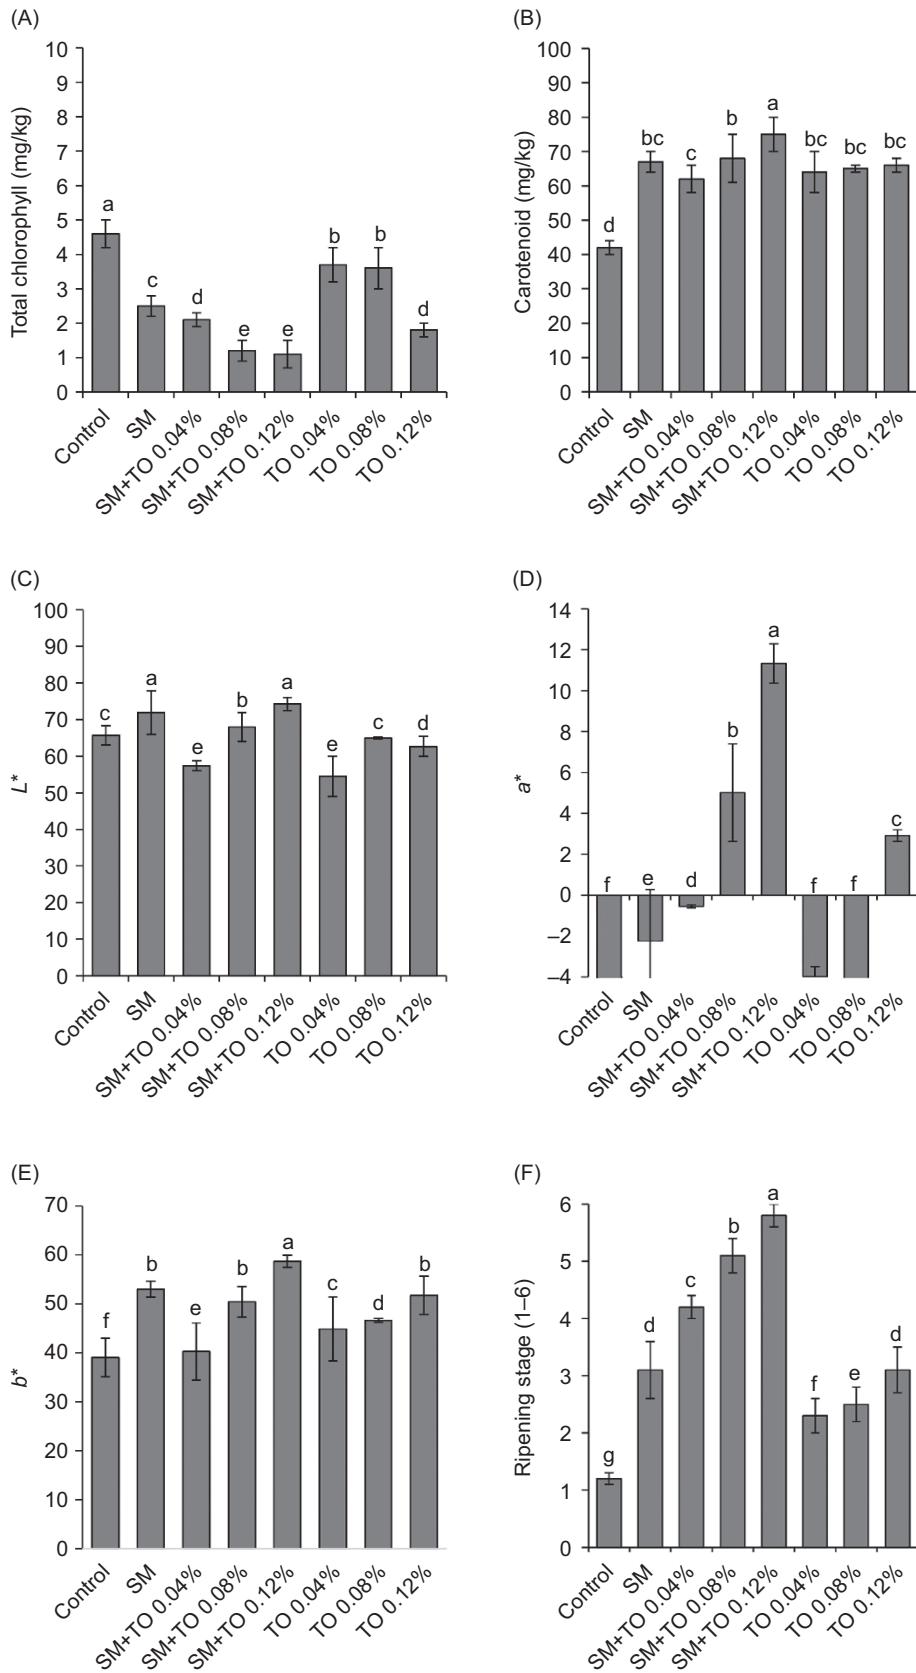 (A)
Total chlorophyll (mg/kg)
10
9
8
7
6
5
4
3
2
1
0
a
c
d
e
e
b
b
d
Control
SM
SM+TO 0.04%
SM+TO 0.08%
SM+TO 0.12%
TO 0.04%
TO 0.08%
TO 0.12%
(B)
Carotenoid (mg/kg)
100
90
80
70
60
50
40
30
20
10
0
d
bc
c
b
a
bc
bc
bc
Control
SM
SM+TO 0.04%
SM+TO 0.08%
SM+TO 0.12%
TO 0.04%
TO 0.08%
TO 0.12%
(C)
L*
100
90
80
70
60
50
40
30
20
10
0
c
a
e
b
a
e
c
d
Control
SM
SM+TO 0.04%
SM+TO 0.08%
SM+TO 0.12%
TO 0.04%
TO 0.08%
TO 0.12%
(D)
a*
14
12
10
8
6
4
2
0
–2
–4
f
e
d
b
a
f
f
c
Control
SM
SM+TO 0.04%
SM+TO 0.08%
SM+TO 0.12%
TO 0.04%
TO 0.08%
TO 0.12%
(E)
b*
70
60
50
40
30
20
10
0
f
b
e
b
a
c
d
b
Control
SM
SM+TO 0.04%
SM+TO 0.08%
SM+TO 0.12%
TO 0.04%
TO 0.08%
TO 0.12%
(F)
Ripening stage (1–6)
6
5
4
3
2
1
0
g
d
c
b
a
f
e
d
Control
SM
SM+TO 0.04%
SM+TO 0.08%
SM+TO 0.12%
TO 0.04%
TO 0.08%
TO 0.12%